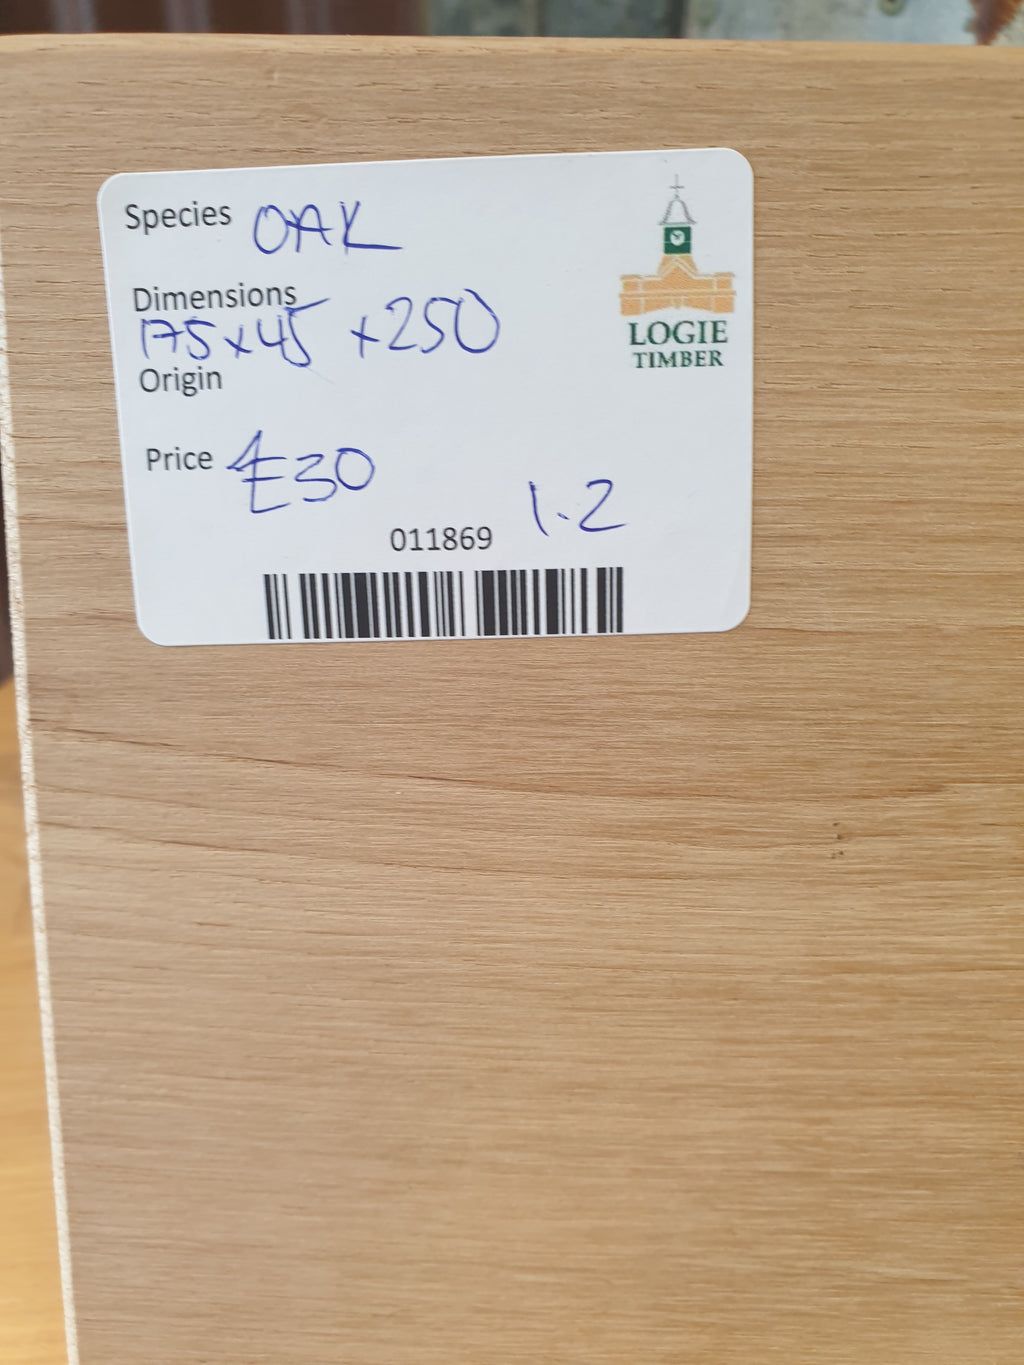 Species OAK
Dimensions
175x45 x250
Origin
Price £30
1.2
011869
LOGIE
TIMBER